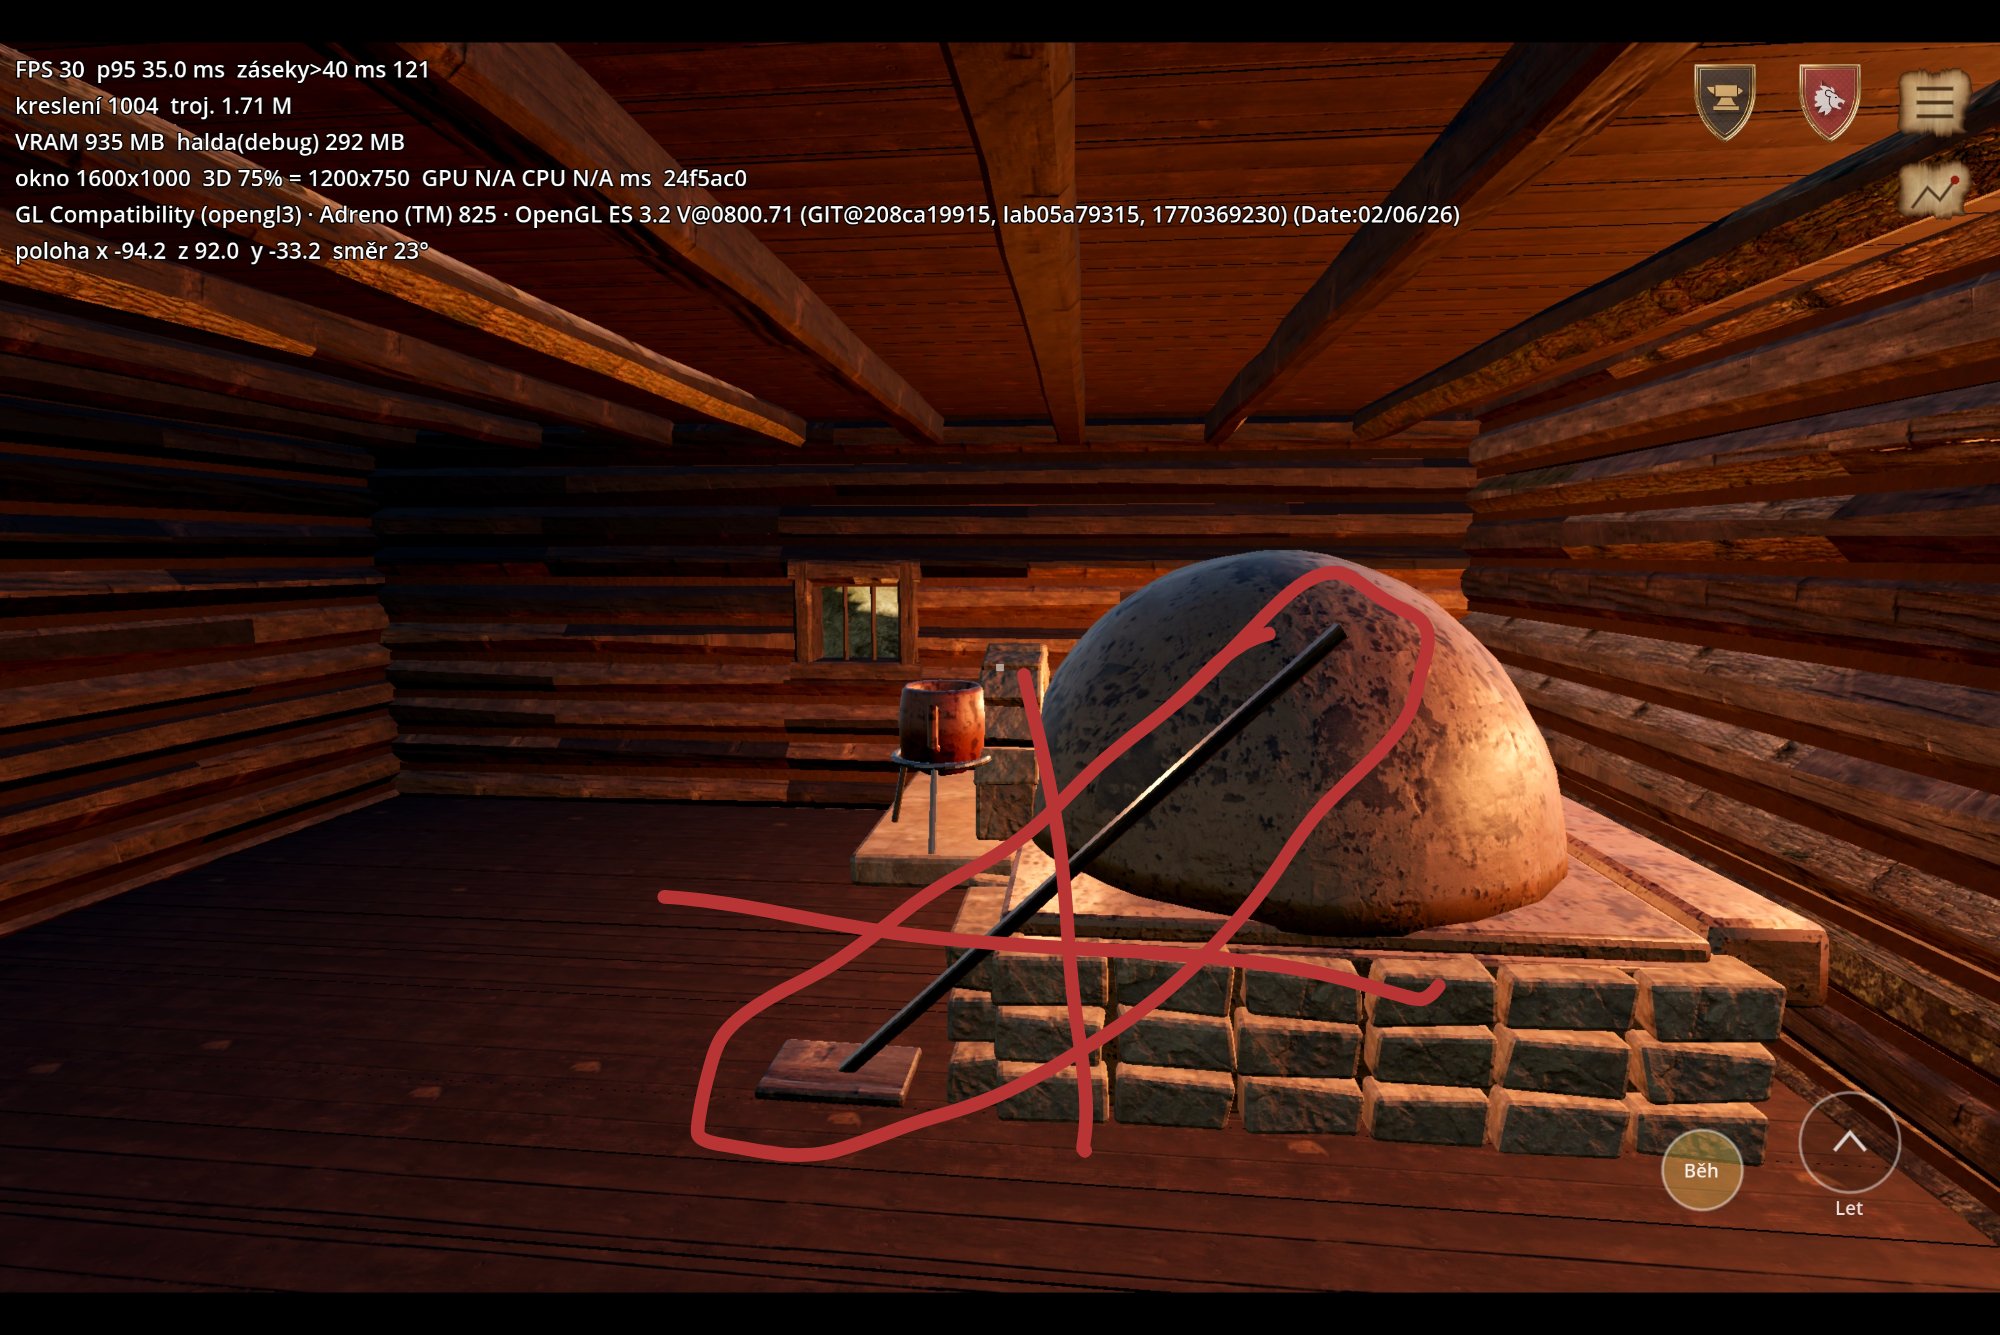 FPS 30 p95 35.0 ms záseky>40 ms 121
kreslení 1004 troj. 1.71 M
VRAM 935 MB halda(debug) 292 MB
okno 1600x1000 3D 75% = 1200x750 GPU N/A CPU N/A ms 24f5ac0
GL Compatibility (opengl3) · Adreno (TM) 825 · OpenGL ES 3.2 V@0800.71 (GIT@208ca19915, Iab05a79315, 1770369230) (Date:02/06/26)
poloha x -94.2 z 92.0 y -33.2 směr 23°
Běh
Let